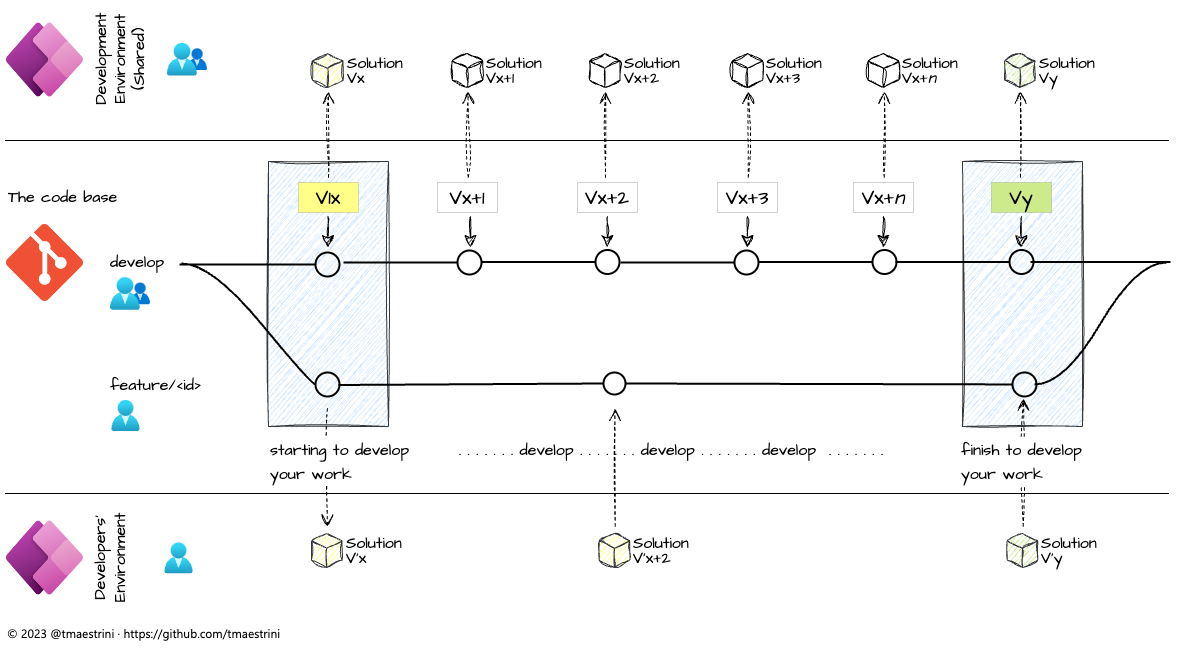 Development
Environment
(Shared)
Solution
Vx
Solution
Vx+1
Solution
Vx+2
Solution
Vx+3
Solution
Vx+n
Solution
Vy
The code base
V|x
Vx+1
Vx+2
Vx+3
Vx+n
Vy
develop
feature/<id>
starting to develop
your work
. . . . . . . develop . . . . . . . develop . . . . . . . develop . . . . . . .
finish to develop
your work
Developers'
Environment
Solution
V'x
Solution
V'x+2
Solution
V'y
© 2023 @tmaestrini · https://github.com/tmaestrini